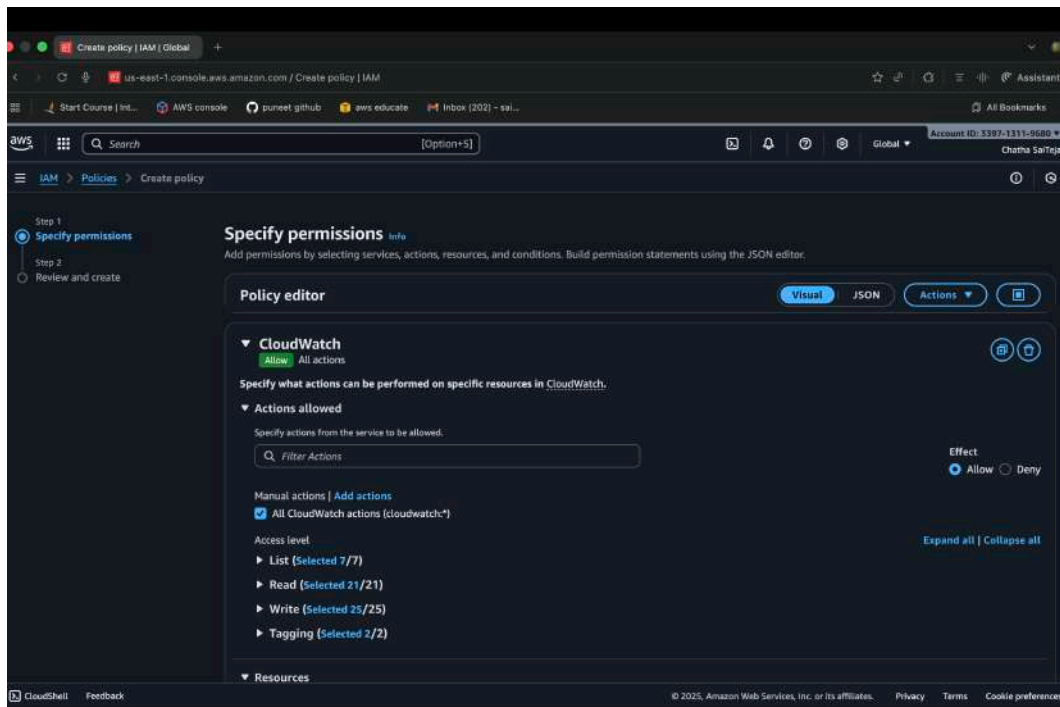 Create policy | IAM | Global
us-east-1.console.aws.amazon.com / Create policy | IAM
Assistant
Start Course | Int...
AWS console
puneet github
aws educate
Inbox (202) - sai...
All Bookmarks
aws
Search
[Option+S]
Global
Account ID: 3397-1311-9680
Chatha SaiTeja
IAM > Policies > Create policy
Step 1
Specify permissions
Step 2
Review and create
Specify permissions Info
Add permissions by selecting services, actions, resources, and conditions. Build permission statements using the JSON editor.
Policy editor
Visual
JSON
Actions
CloudWatch
Allow All actions
Specify what actions can be performed on specific resources in CloudWatch.
Actions allowed
Specify actions from the service to be allowed.
Filter Actions
Effect
Allow Deny
Manual actions | Add actions
All CloudWatch actions (cloudwatch:*)
Access level
Expand all | Collapse all
List (Selected 7/7)
Read (Selected 21/21)
Write (Selected 25/25)
Tagging (Selected 2/2)
Resources
CloudShell
Feedback
© 2025, Amazon Web Services, Inc. or its affiliates.
Privacy
Terms
Cookie preferences